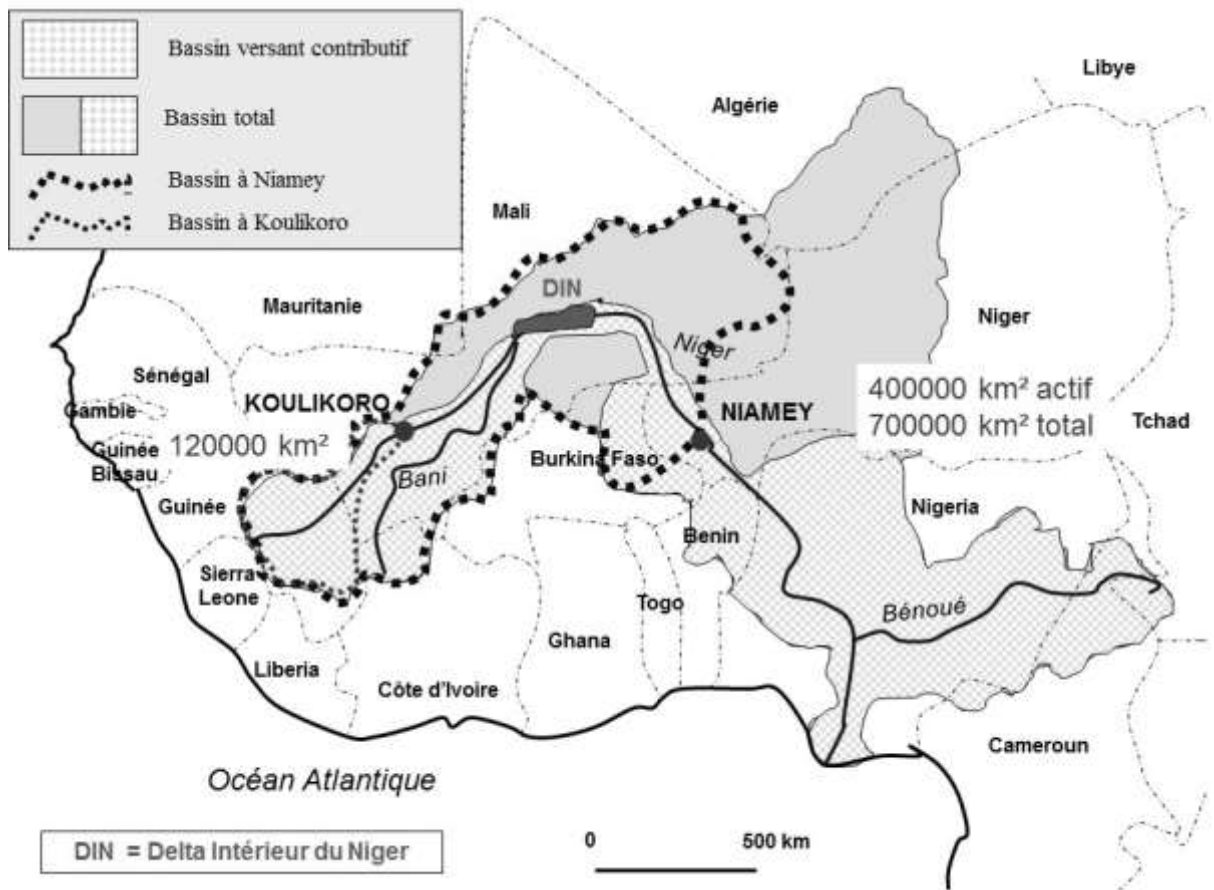 Bassin versant contributif
Bassin total
Bassin à Niamey
Bassin à Koulikoro
Libye
Algérie
Mali
DIN
Mauritanie
Niger
Niger
Sénégal
400000 km² actif
700000 km² total
KOULIKORO
NIAMEY
Gambie
Tchad
Guinée
Bissau
120000 km²
Burkina Faso
Bani
Guinée
Nigeria
Benin
Sierra
Leone
Togo
Bénoué
Ghana
Liberia
Côte d'Ivoire
Cameroun
Océan Atlantique
DIN = Delta Intérieur du Niger
0 500 km